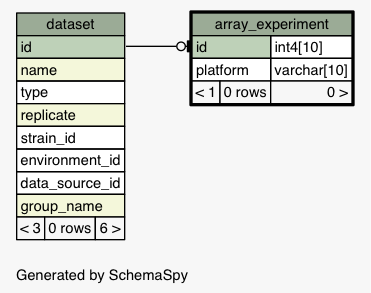 dataset
id
name
type
replicate
strain_id
environment_id
data_source_id
group_name
< 3 0 rows 6 >
array_experiment
id int4[10]
platform varchar[10]
< 1 0 rows 0 >
Generated by SchemaSpy